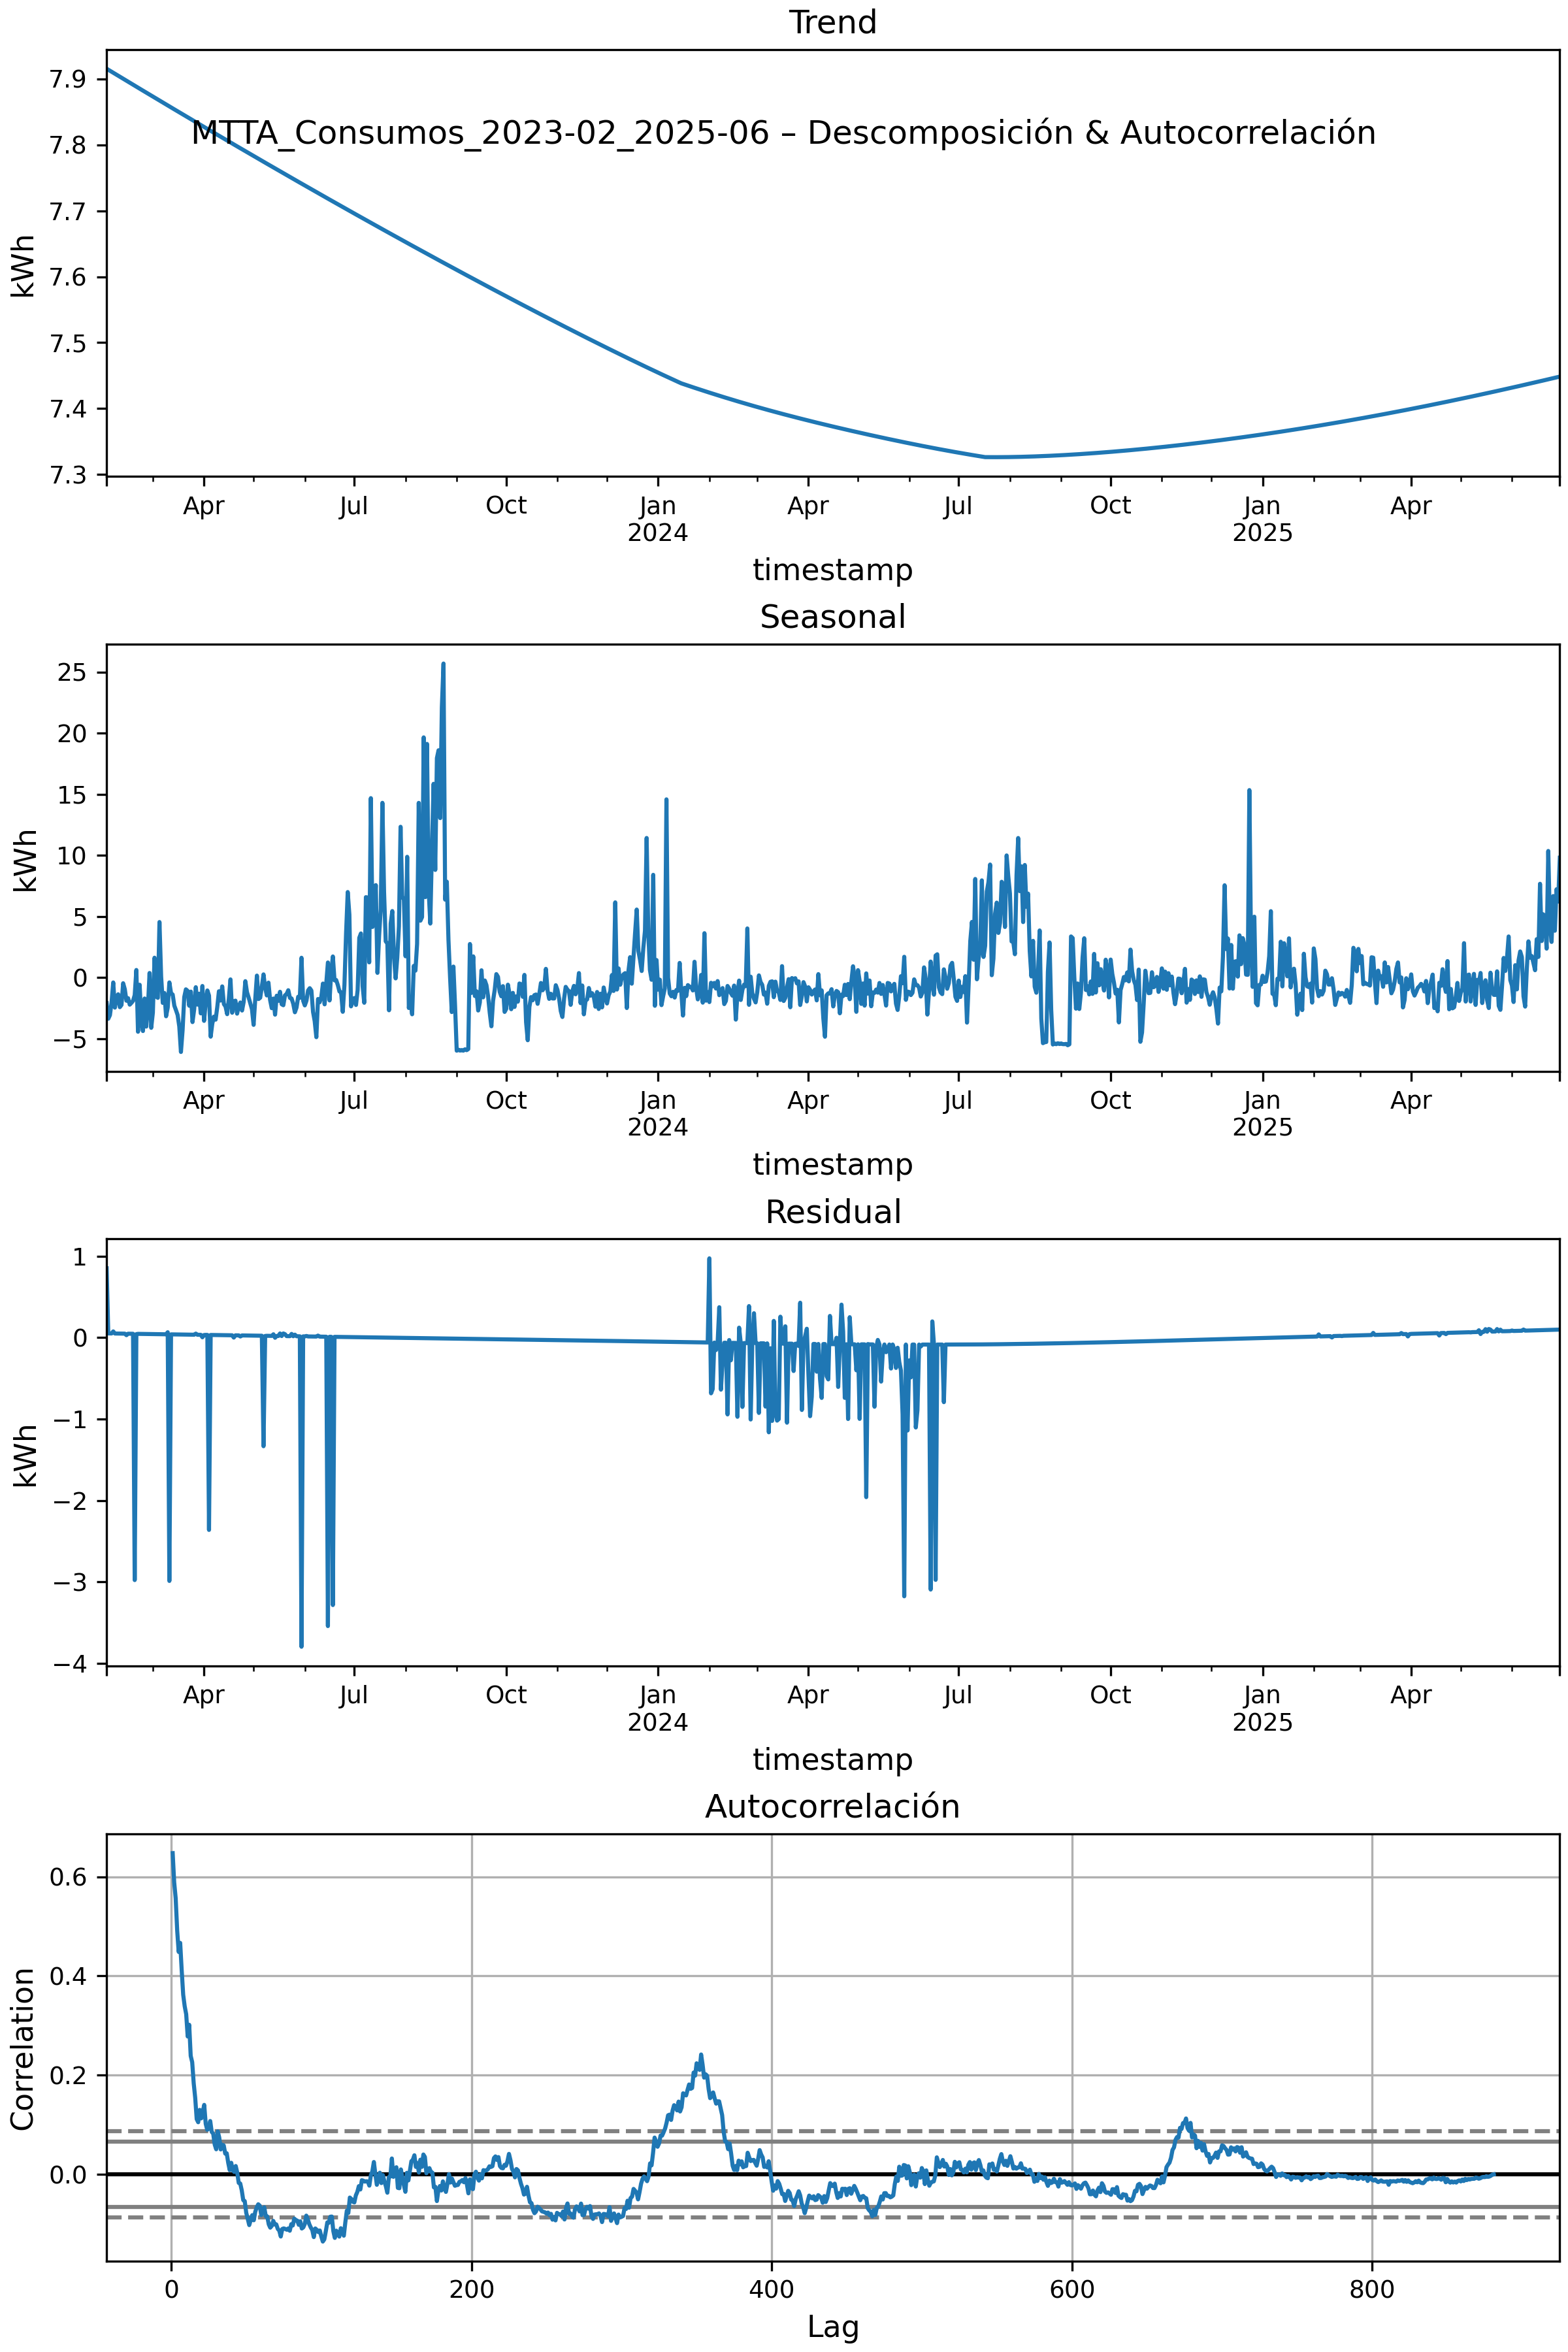 Trend
7.9
MTTA_Consumos_2023-02_2025-06 – Descomposición & Autocorrelación
7.8
7.7
7.6
7.5
7.4
7.3
kWh
Apr Jul Oct Jan Apr Jul Oct Jan Apr
2024 2025
timestamp
Seasonal
25
20
15
10
5
0
−5
kWh
Apr Jul Oct Jan Apr Jul Oct Jan Apr
2024 2025
timestamp
Residual
1
0
−1
−2
−3
−4
kWh
Apr Jul Oct Jan Apr Jul Oct Jan Apr
2024 2025
timestamp
Autocorrelación
0.6
0.4
0.2
0.0
Correlation
0 200 400 600 800
Lag